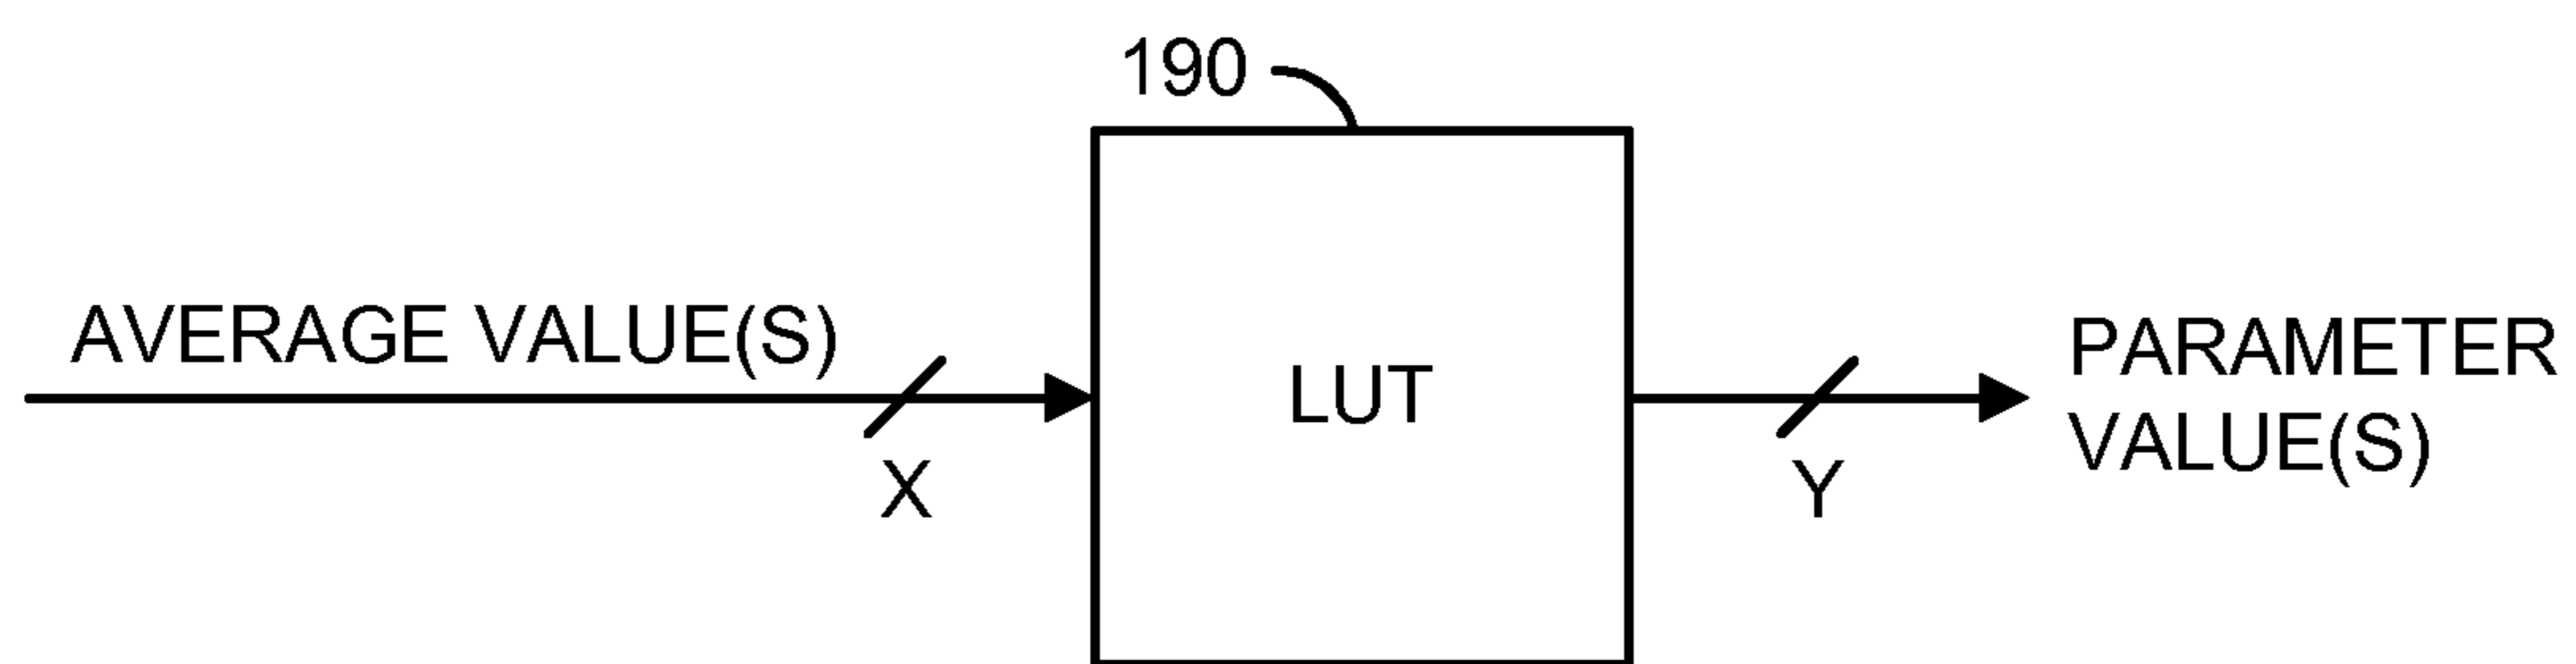 190
AVERAGE VALUE(S)
X
LUT
Y
PARAMETER
VALUE(S)